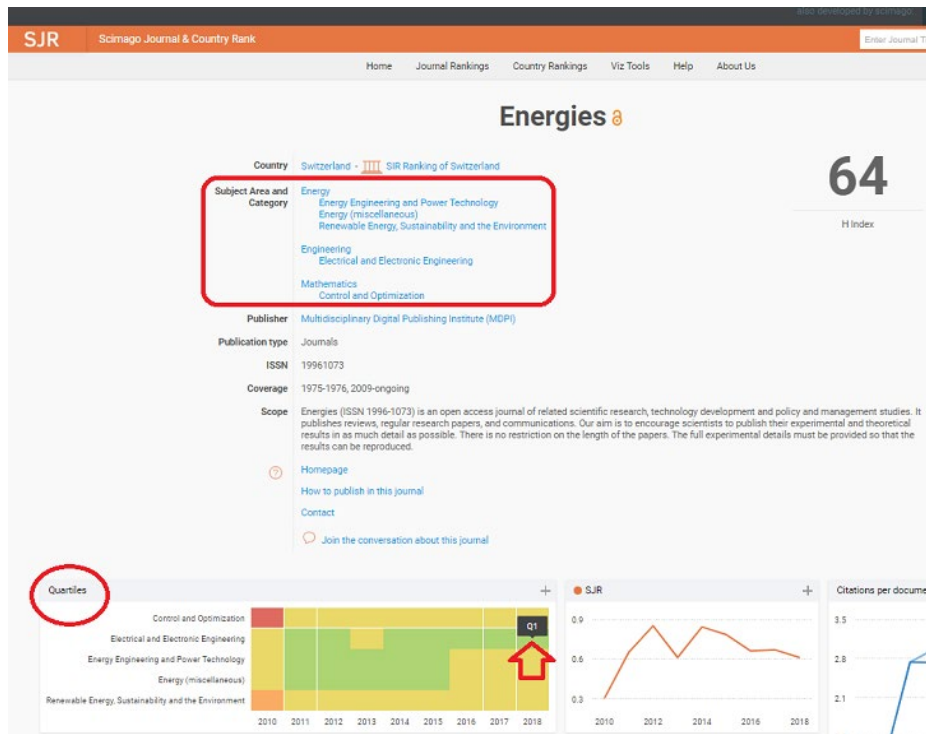 also developed by scimago:
SJR Scimago Journal & Country Rank Enter Journal T
Home Journal Rankings Country Rankings Viz Tools Help About Us
Energies
Country Switzerland - SIR Ranking of Switzerland
64
H Index
Subject Area and Category
Energy
Energy Engineering and Power Technology
Energy (miscellaneous)
Renewable Energy, Sustainability and the Environment
Engineering
Electrical and Electronic Engineering
Mathematics
Control and Optimization
Publisher Multidisciplinary Digital Publishing Institute (MDPI)
Publication type Journals
ISSN 19961073
Coverage 1975-1976, 2009-ongoing
Scope Energies (ISSN 1996-1073) is an open access journal of related scientific research, technology development and policy and management studies. It
publishes reviews, regular research papers, and communications. Our aim is to encourage scientists to publish their experimental and theoretical
results in as much detail as possible. There is no restriction on the length of the papers. The full experimental details must be provided so that the
results can be reproduced.
? Homepage
How to publish in this journal
Contact
Join the conversation about this journal
Quartiles +
Control and Optimization
Electrical and Electronic Engineering
Energy Engineering and Power Technology
Energy (miscellaneous)
Renewable Energy, Sustainability and the Environment
Q1
2010 2011 2012 2013 2014 2015 2016 2017 2018
SJR +
0.9
0.6
0.3
2010 2012 2014 2016 2018
Citations per docume
3.5
2.8
2.1